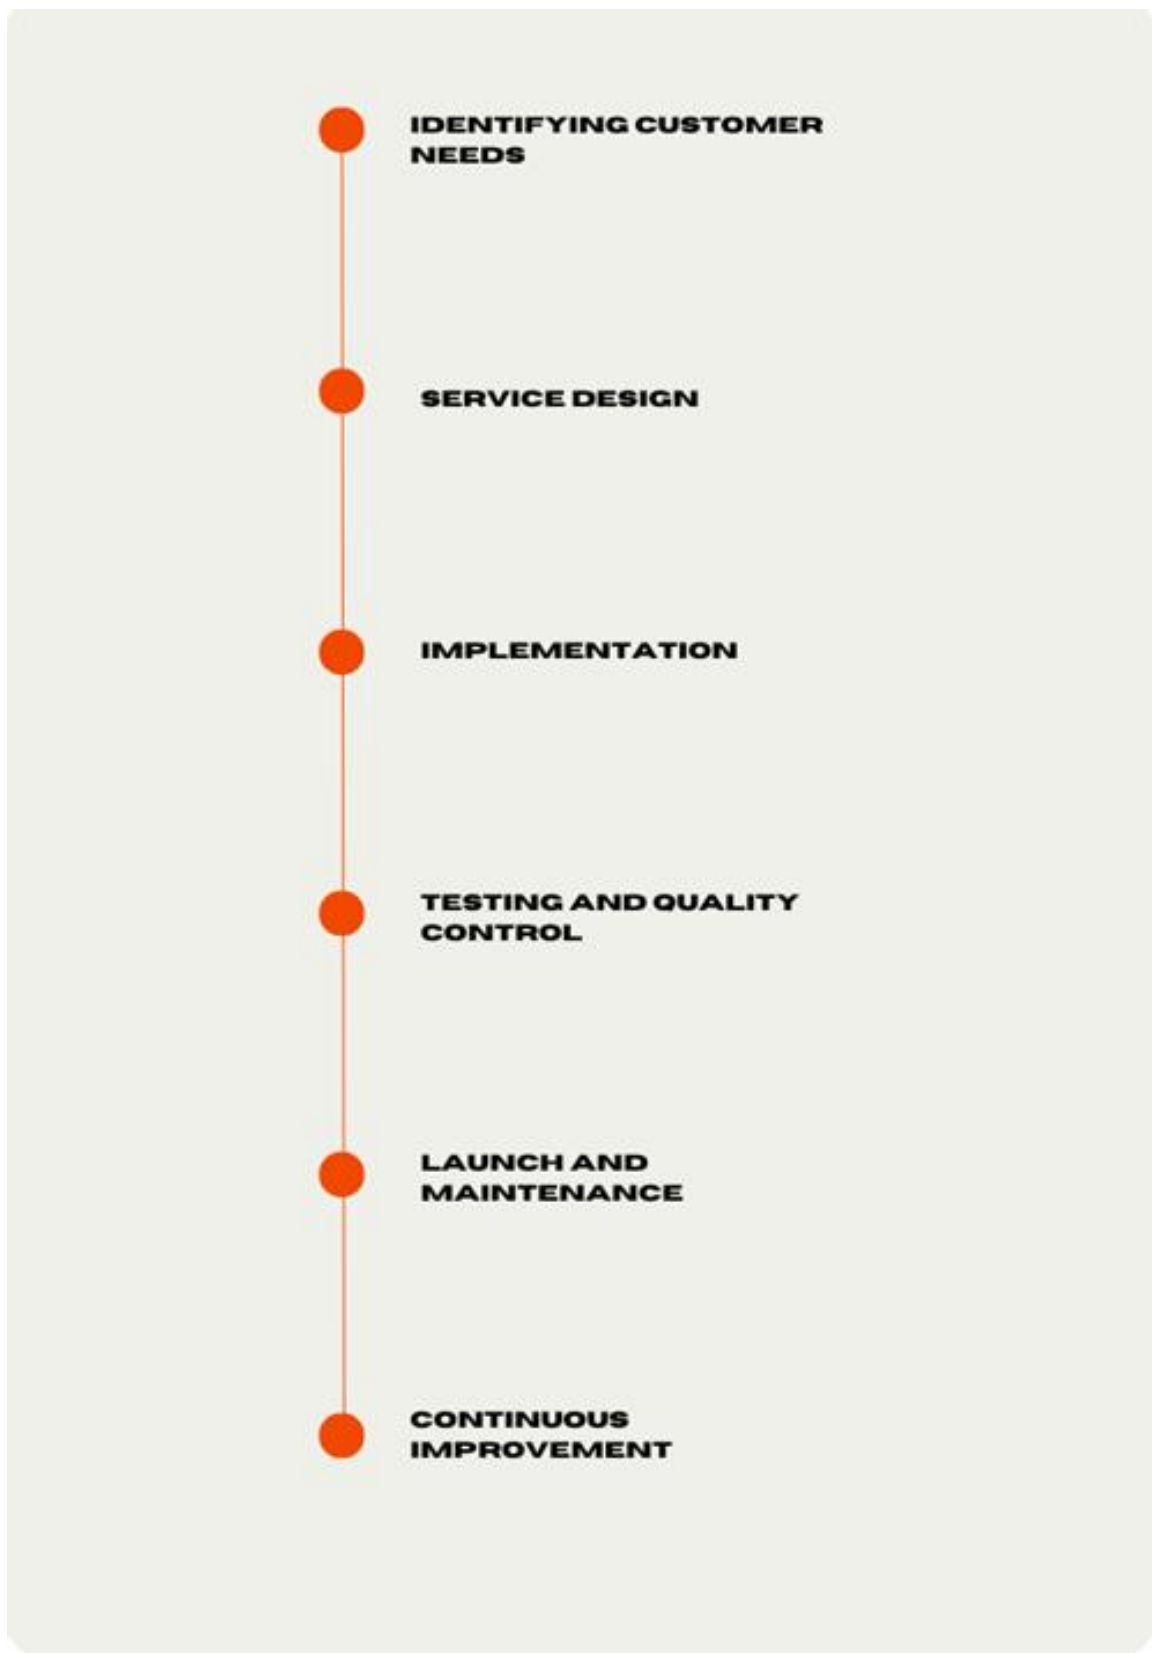 IDENTIFYING CUSTOMER
NEEDS
SERVICE DESIGN
IMPLEMENTATION
TESTING AND QUALITY
CONTROL
LAUNCH AND
MAINTENANCE
CONTINUOUS
IMPROVEMENT